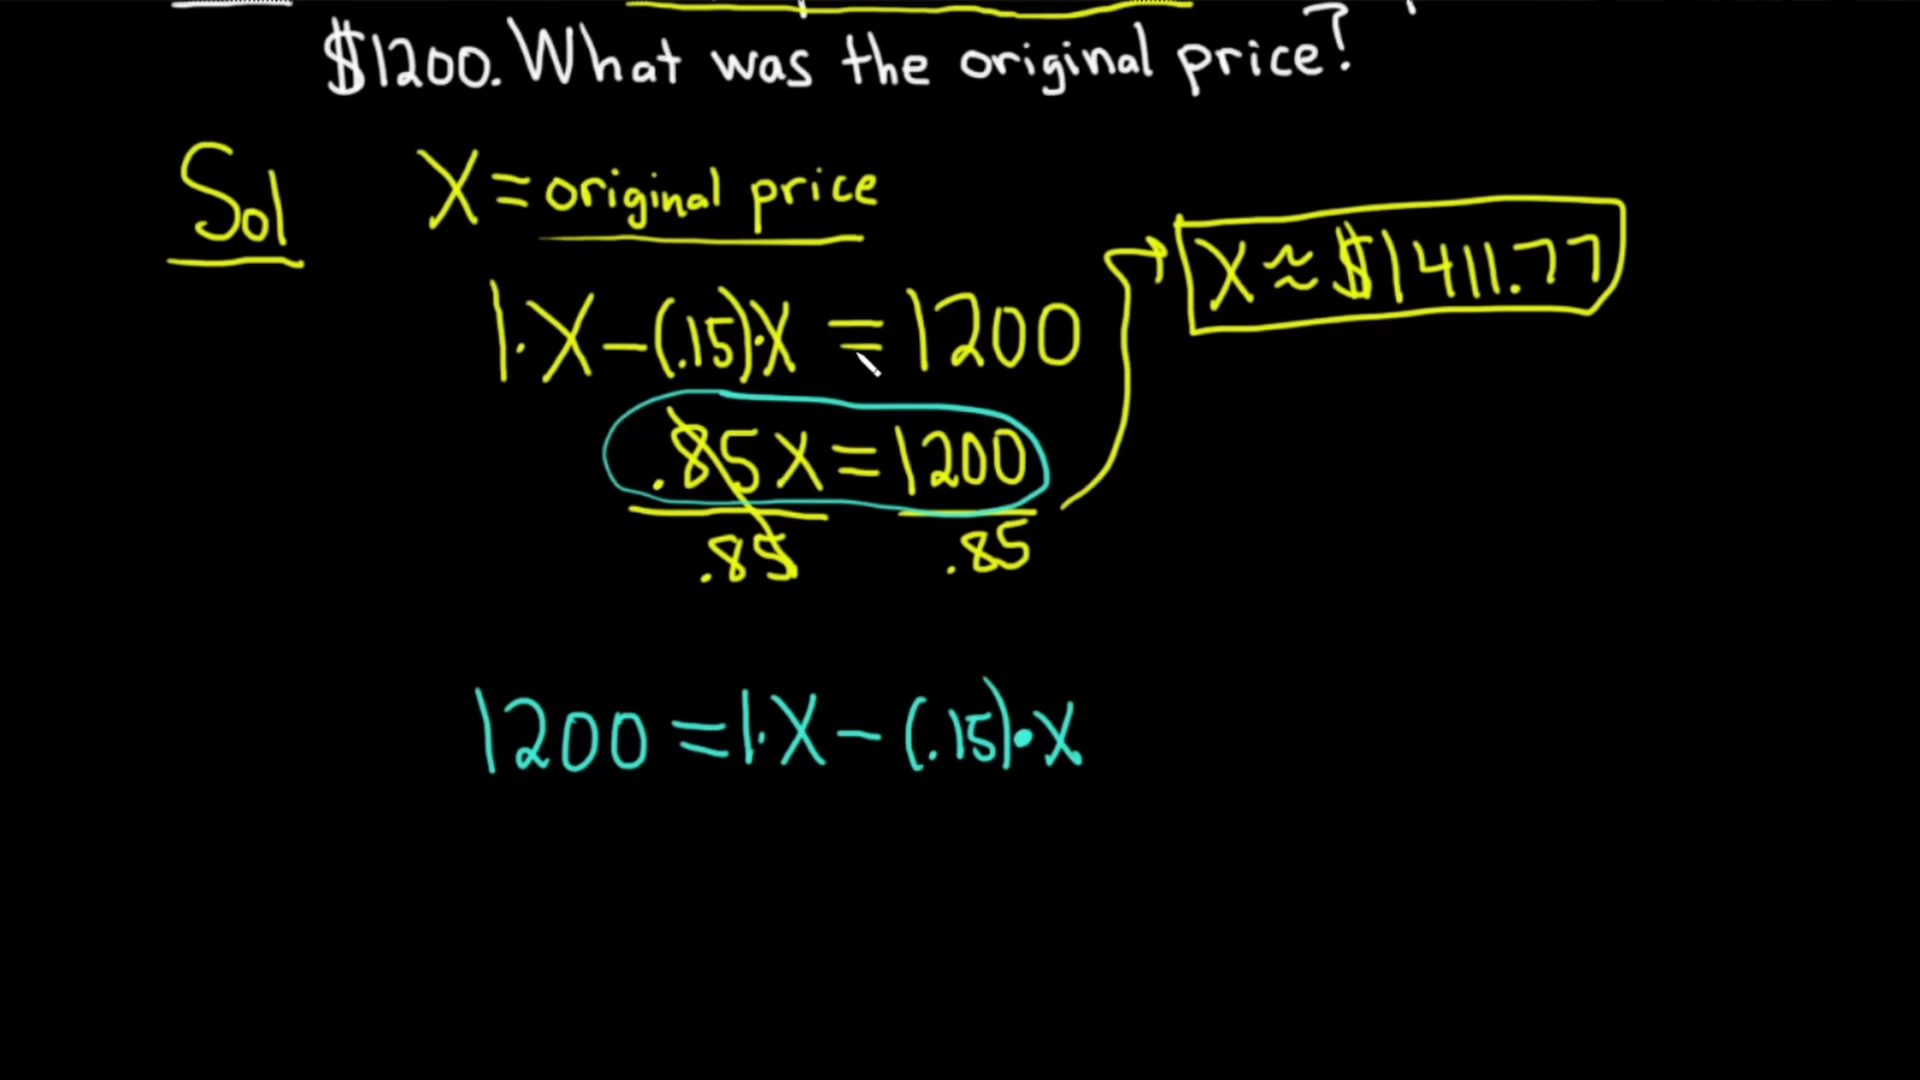 $1200. What was the original price?
Sol
X = original price
1·X-(.15)·X = 1200
X ≈ $1411.77
.85X = 1200
.85 .85
1200 = 1·X - (.15)·X